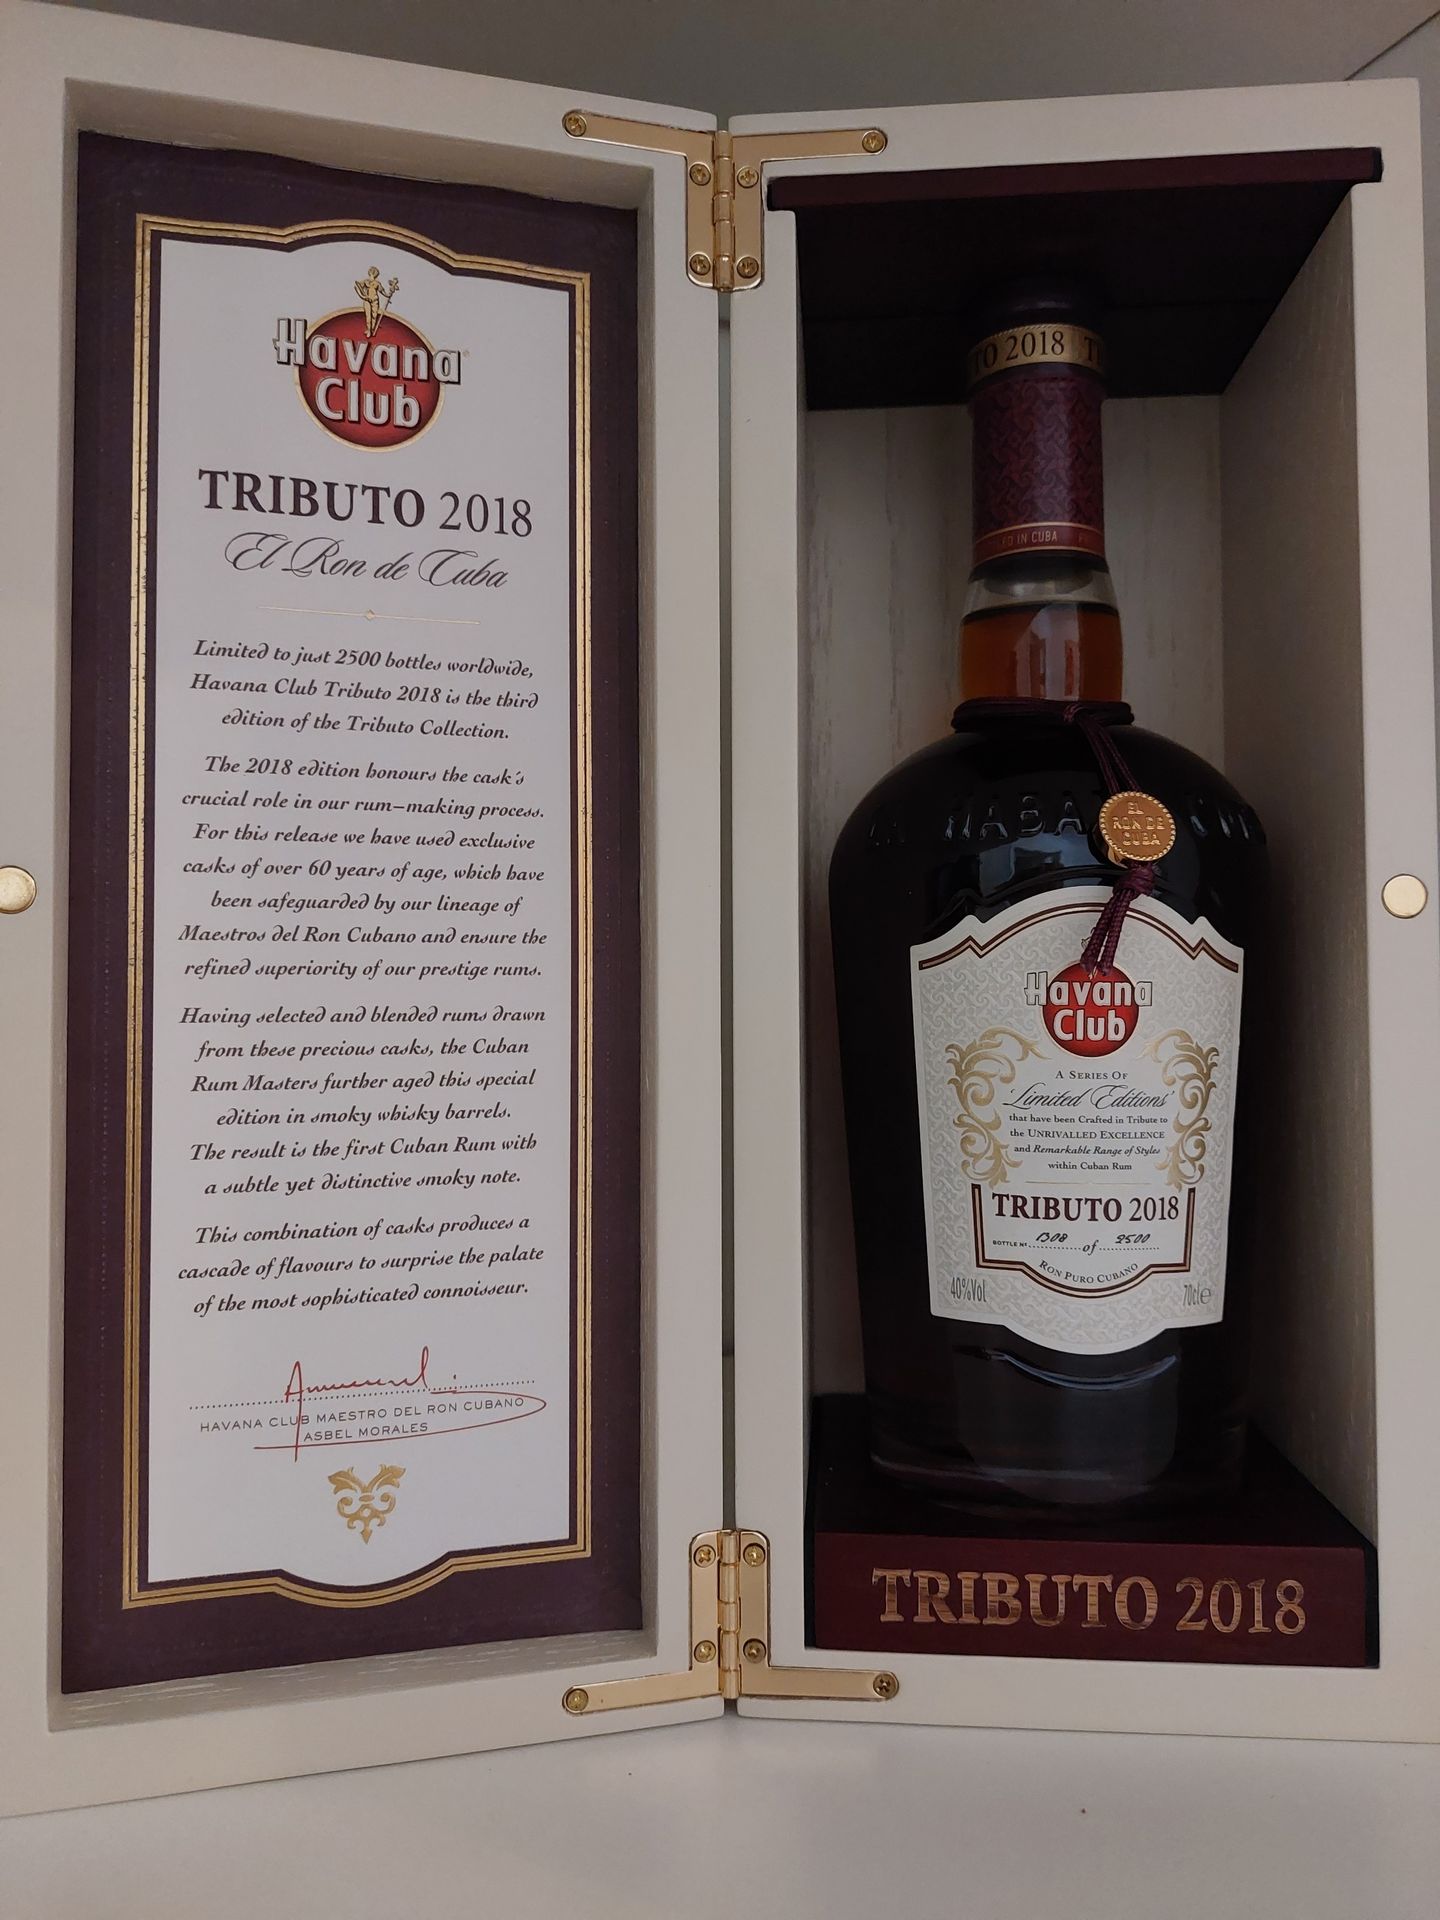 Havana
Club
TRIBUTO 2018
El Ron de Cuba
Limited to just 2500 bottles worldwide,
Havana Club Tributo 2018 is the third
edition of the Tributo Collection.
The 2018 edition honours the cask's
crucial role in our rum-making process.
For this release we have used exclusive
casks of over 60 years of age, which have
been safeguarded by our lineage of
Maestros del Ron Cubano and ensure the
refined superiority of our prestige rums.
Having selected and blended rums drawn
from these precious casks, the Cuban
Rum Masters further aged this special
edition in smoky whisky barrels.
The result is the first Cuban Rum with
a subtle yet distinctive smoky note.
This combination of casks produces a
cascade of flavours to surprise the palate
of the most sophisticated connoisseur.
HAVANA CLUB MAESTRO DEL RON CUBANO
ASBEL MORALES
TO 2018 T
IN CUBA
EL
RON DE
CUBA
Havana
Club
A SERIES OF
'Limited Editions'
that have been Crafted in Tribute to
the UNRIVALLED EXCELLENCE
and Remarkable Range of Styles
within Cuban Rum
TRIBUTO 2018
BOTTLE Nº 1308 of 2500
RON PURO CUBANO
40%Vol
70cl e
TRIBUTO 2018